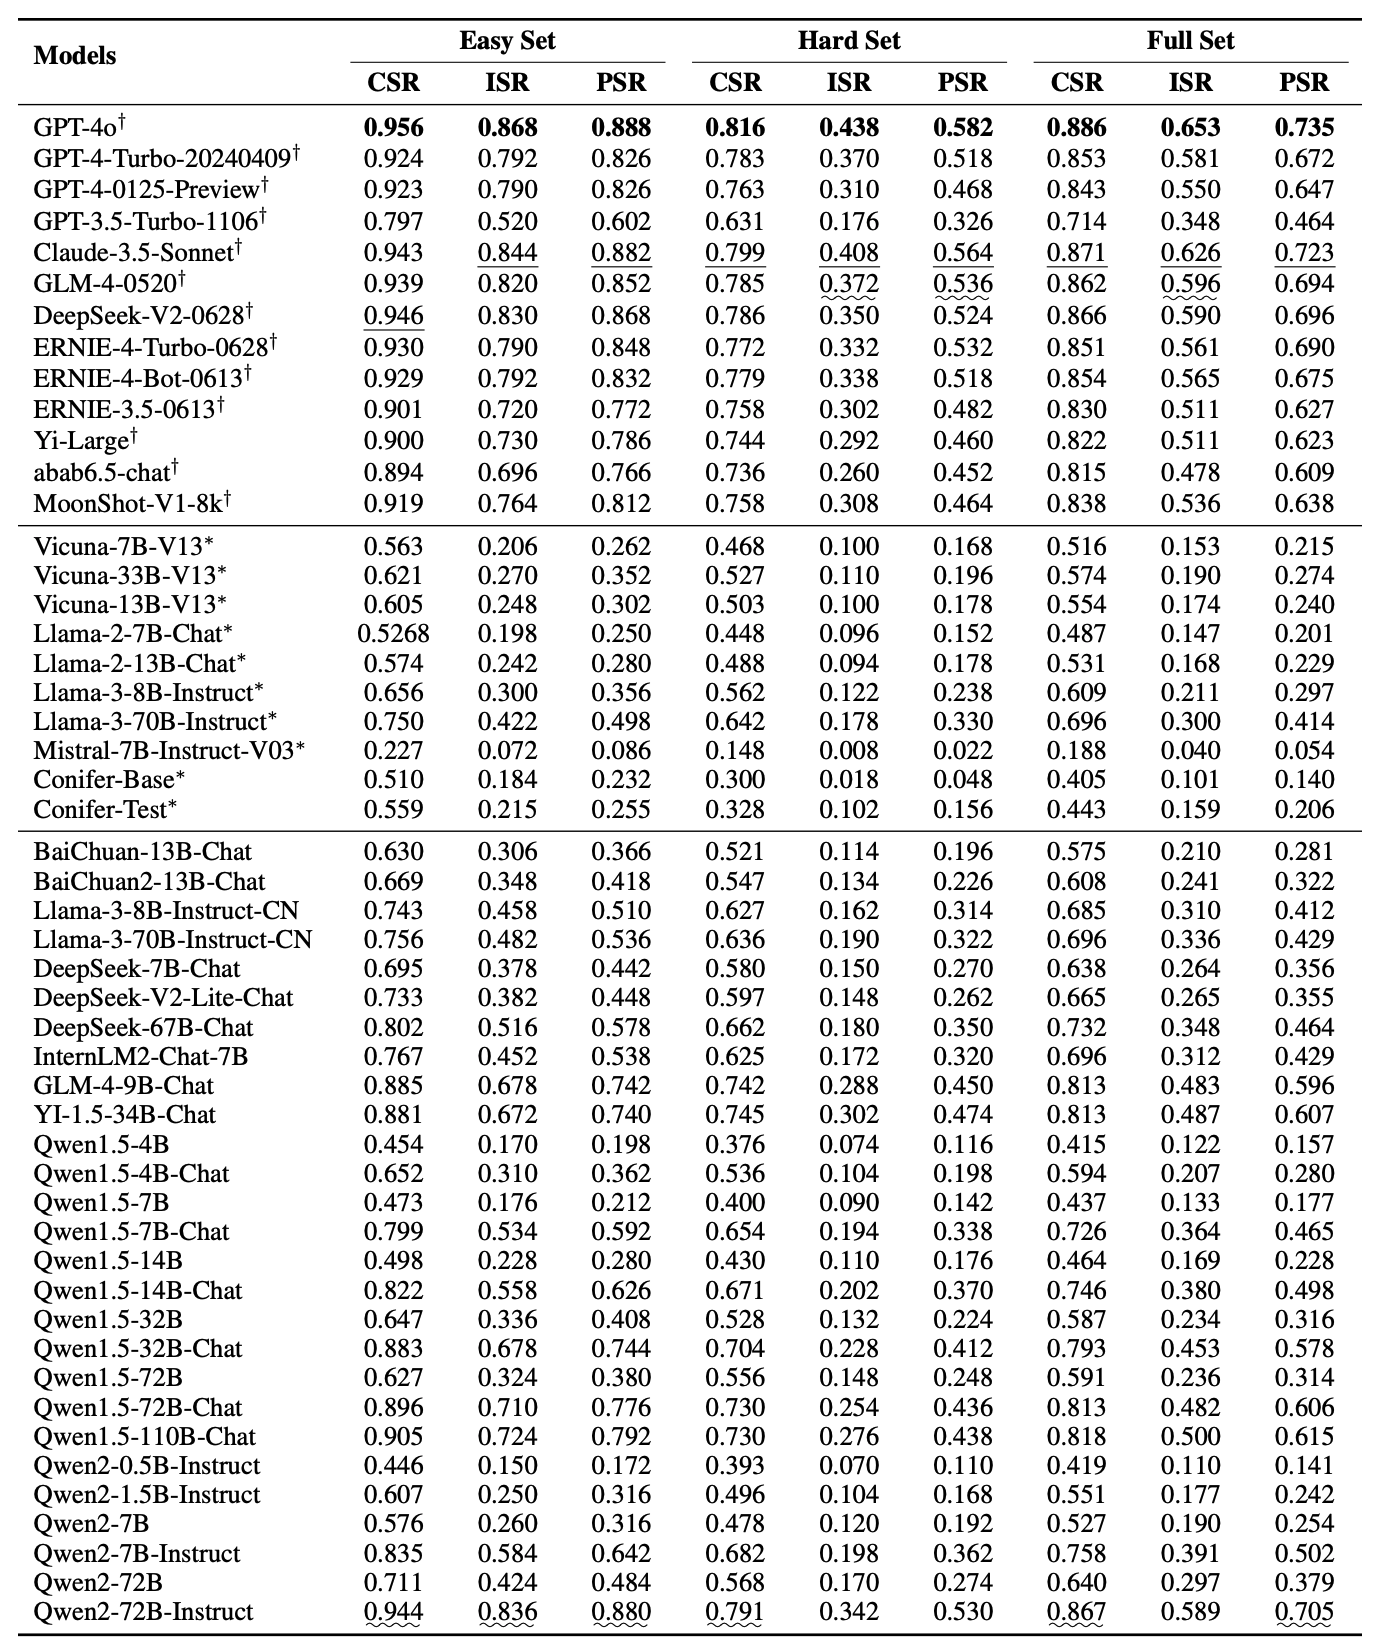 Models Easy Set Hard Set Full Set
CSR ISR PSR CSR ISR PSR CSR ISR PSR
GPT-4o† 0.956 0.868 0.888 0.816 0.438 0.582 0.886 0.653 0.735
GPT-4-Turbo-20240409† 0.924 0.792 0.826 0.783 0.370 0.518 0.853 0.581 0.672
GPT-4-0125-Preview† 0.923 0.790 0.826 0.763 0.310 0.468 0.843 0.550 0.647
GPT-3.5-Turbo-1106† 0.797 0.520 0.602 0.631 0.176 0.326 0.714 0.348 0.464
Claude-3.5-Sonnet† 0.943 0.844 0.882 0.799 0.408 0.564 0.871 0.626 0.723
GLM-4-0520† 0.939 0.820 0.852 0.785 0.372 0.536 0.862 0.596 0.694
DeepSeek-V2-0628† 0.946 0.830 0.868 0.786 0.350 0.524 0.866 0.590 0.696
ERNIE-4-Turbo-0628† 0.930 0.790 0.848 0.772 0.332 0.532 0.851 0.561 0.690
ERNIE-4-Bot-0613† 0.929 0.792 0.832 0.779 0.338 0.518 0.854 0.565 0.675
ERNIE-3.5-0613† 0.901 0.720 0.772 0.758 0.302 0.482 0.830 0.511 0.627
Yi-Large† 0.900 0.730 0.786 0.744 0.292 0.460 0.822 0.511 0.623
abab6.5-chat† 0.894 0.696 0.766 0.736 0.260 0.452 0.815 0.478 0.609
MoonShot-V1-8k† 0.919 0.764 0.812 0.758 0.308 0.464 0.838 0.536 0.638
Vicuna-7B-V13* 0.563 0.206 0.262 0.468 0.100 0.168 0.516 0.153 0.215
Vicuna-33B-V13* 0.621 0.270 0.352 0.527 0.110 0.196 0.574 0.190 0.274
Vicuna-13B-V13* 0.605 0.248 0.302 0.503 0.100 0.178 0.554 0.174 0.240
Llama-2-7B-Chat* 0.5268 0.198 0.250 0.448 0.096 0.152 0.487 0.147 0.201
Llama-2-13B-Chat* 0.574 0.242 0.280 0.488 0.094 0.178 0.531 0.168 0.229
Llama-3-8B-Instruct* 0.656 0.300 0.356 0.562 0.122 0.238 0.609 0.211 0.297
Llama-3-70B-Instruct* 0.750 0.422 0.498 0.642 0.178 0.330 0.696 0.300 0.414
Mistral-7B-Instruct-V03* 0.227 0.072 0.086 0.148 0.008 0.022 0.188 0.040 0.054
Conifer-Base* 0.510 0.184 0.232 0.300 0.018 0.048 0.405 0.101 0.140
Conifer-Test* 0.559 0.215 0.255 0.328 0.102 0.156 0.443 0.159 0.206
BaiChuan-13B-Chat 0.630 0.306 0.366 0.521 0.114 0.196 0.575 0.210 0.281
BaiChuan2-13B-Chat 0.669 0.348 0.418 0.547 0.134 0.226 0.608 0.241 0.322
Llama-3-8B-Instruct-CN 0.743 0.458 0.510 0.627 0.162 0.314 0.685 0.310 0.412
Llama-3-70B-Instruct-CN 0.756 0.482 0.536 0.636 0.190 0.322 0.696 0.336 0.429
DeepSeek-7B-Chat 0.695 0.378 0.442 0.580 0.150 0.270 0.638 0.264 0.356
DeepSeek-V2-Lite-Chat 0.733 0.382 0.448 0.597 0.148 0.262 0.665 0.265 0.355
DeepSeek-67B-Chat 0.802 0.516 0.578 0.662 0.180 0.350 0.732 0.348 0.464
InternLM2-Chat-7B 0.767 0.452 0.538 0.625 0.172 0.320 0.696 0.312 0.429
GLM-4-9B-Chat 0.885 0.678 0.742 0.742 0.288 0.450 0.813 0.483 0.596
YI-1.5-34B-Chat 0.881 0.672 0.740 0.745 0.302 0.474 0.813 0.487 0.607
Qwen1.5-4B 0.454 0.170 0.198 0.376 0.074 0.116 0.415 0.122 0.157
Qwen1.5-4B-Chat 0.652 0.310 0.362 0.536 0.104 0.198 0.594 0.207 0.280
Qwen1.5-7B 0.473 0.176 0.212 0.400 0.090 0.142 0.437 0.133 0.177
Qwen1.5-7B-Chat 0.799 0.534 0.592 0.654 0.194 0.338 0.726 0.364 0.465
Qwen1.5-14B 0.498 0.228 0.280 0.430 0.110 0.176 0.464 0.169 0.228
Qwen1.5-14B-Chat 0.822 0.558 0.626 0.671 0.202 0.370 0.746 0.380 0.498
Qwen1.5-32B 0.647 0.336 0.408 0.528 0.132 0.224 0.587 0.234 0.316
Qwen1.5-32B-Chat 0.883 0.678 0.744 0.704 0.228 0.412 0.793 0.453 0.578
Qwen1.5-72B 0.627 0.324 0.380 0.556 0.148 0.248 0.591 0.236 0.314
Qwen1.5-72B-Chat 0.896 0.710 0.776 0.730 0.254 0.436 0.813 0.482 0.606
Qwen1.5-110B-Chat 0.905 0.724 0.792 0.730 0.276 0.438 0.818 0.500 0.615
Qwen2-0.5B-Instruct 0.446 0.150 0.172 0.393 0.070 0.110 0.419 0.110 0.141
Qwen2-1.5B-Instruct 0.607 0.250 0.316 0.496 0.104 0.168 0.551 0.177 0.242
Qwen2-7B 0.576 0.260 0.316 0.478 0.120 0.192 0.527 0.190 0.254
Qwen2-7B-Instruct 0.835 0.584 0.642 0.682 0.198 0.362 0.758 0.391 0.502
Qwen2-72B 0.711 0.424 0.484 0.568 0.170 0.274 0.640 0.297 0.379
Qwen2-72B-Instruct 0.944 0.836 0.880 0.791 0.342 0.530 0.867 0.589 0.705